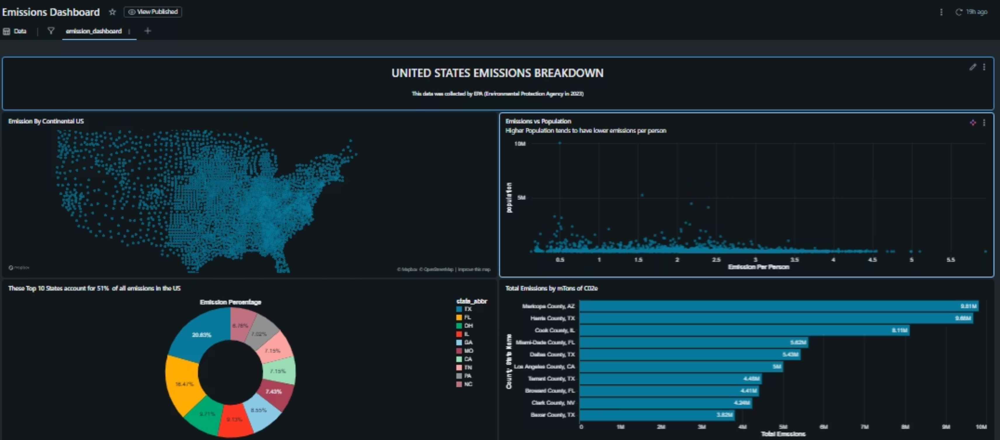 Emissions Dashboard
View Published
19h ago
Data
emission_dashboard
UNITED STATES EMISSIONS BREAKDOWN
This data was collected by EPA (Environmental Protection Agency in 2023)
Emission By Continental US
mapbox
© Mapbox © OpenStreetMap | Improve this map
Emissions vs Population
Higher Population tends to have lower emissions per person
population
10M
5M
0.5 1 1.5 2 2.5 3 3.5 4 4.5 5 5.5
Emission Per Person
These Top 10 States account for 51% of all emissions in the US
Emission Percentage
20.63%
16.47%
9.71%
9.13%
8.55%
7.43%
7.15%
7.15%
7.02%
6.76%
state_abbr
TX
FL
OH
IL
GA
MO
CA
TN
PA
NC
Total Emissions by mTons of C02e
County, State Name
Maricopa County, AZ 9.81M
Harris County, TX 9.68M
Cook County, IL 8.11M
Miami-Dade County, FL 5.62M
Dallas County, TX 5.43M
Los Angeles County, CA 5M
Tarrant County, TX 4.48M
Broward County, FL 4.41M
Clark County, NV 4.24M
Bexar County, TX 3.82M
0 1M 2M 3M 4M 5M 6M 7M 8M 9M 10M
Total Emissions